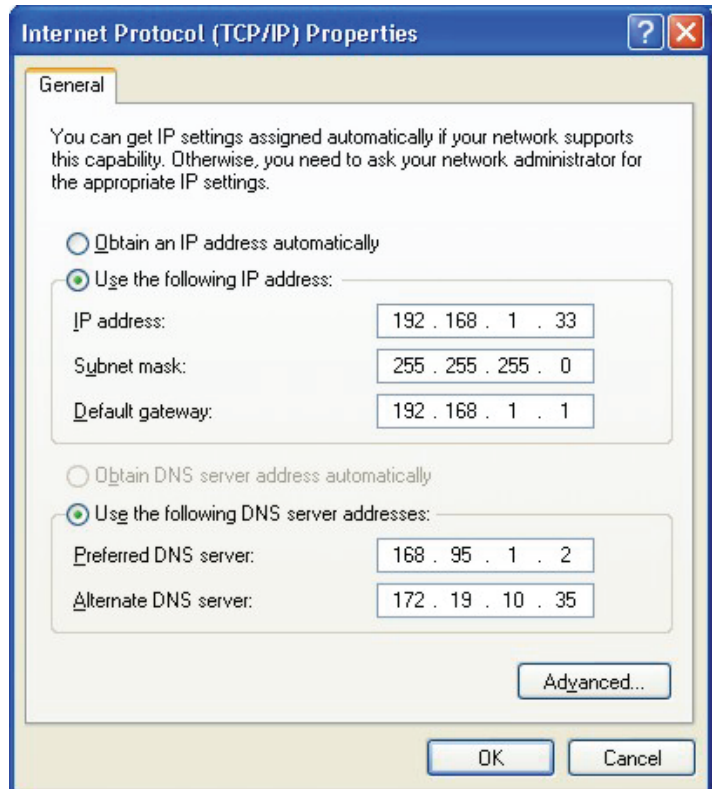 Internet Protocol (TCP/IP) Properties
General
You can get IP settings assigned automatically if your network supports
this capability. Otherwise, you need to ask your network administrator for
the appropriate IP settings.
Obtain an IP address automatically
Use the following IP address:
IP address: 192 . 168 . 1 . 33
Subnet mask: 255 . 255 . 255 . 0
Default gateway: 192 . 168 . 1 . 1
Obtain DNS server address automatically
Use the following DNS server addresses:
Preferred DNS server: 168 . 95 . 1 . 2
Alternate DNS server: 172 . 19 . 10 . 35
Advanced...
OK Cancel